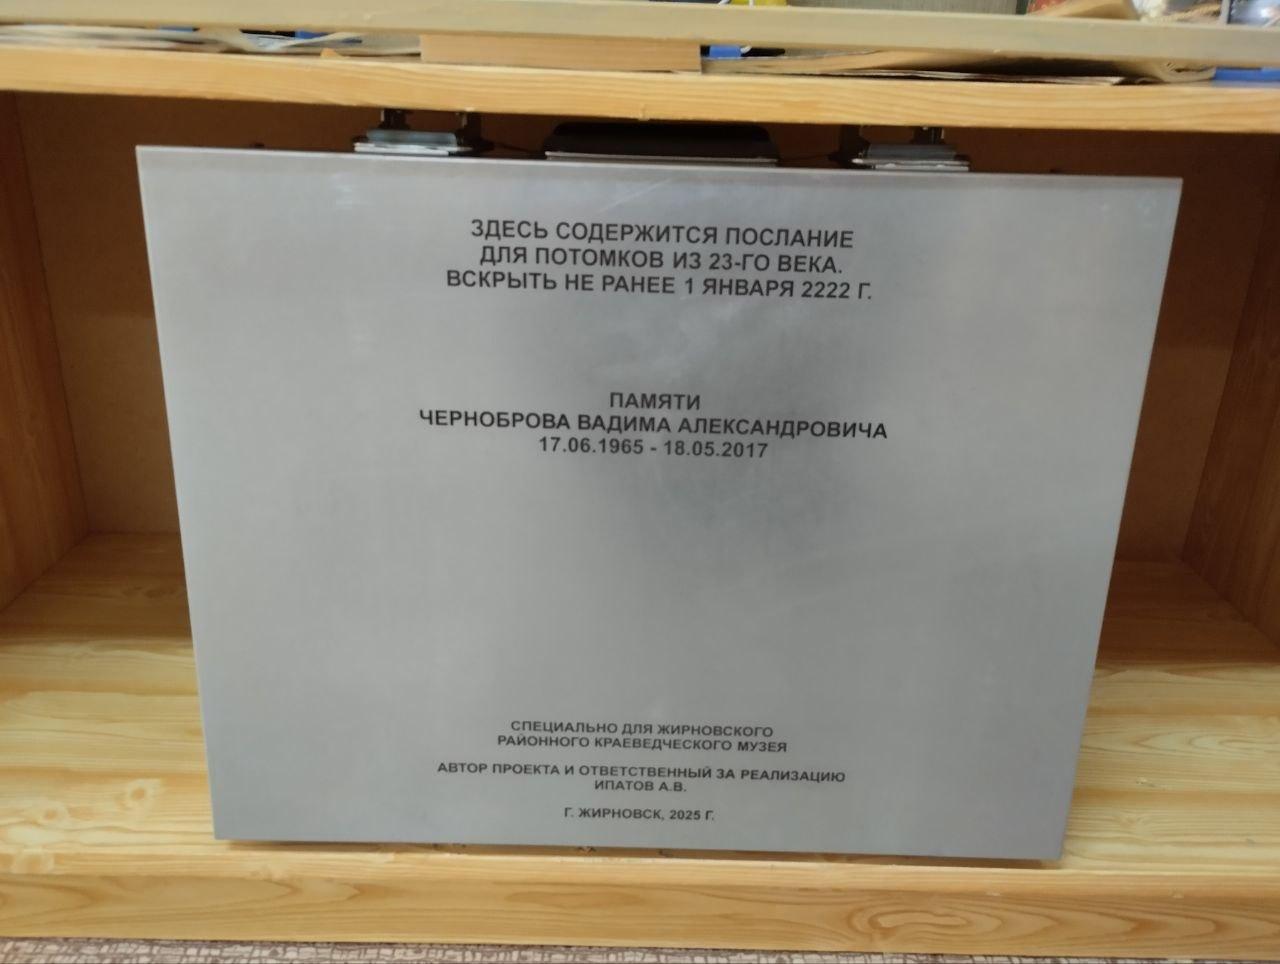 ЗДЕСЬ СОДЕРЖИТСЯ ПОСЛАНИЕ
ДЛЯ ПОТОМКОВ ИЗ 23-ГО ВЕКА.
ВСКРЫТЬ НЕ РАНЕЕ 1 ЯНВАРЯ 2222 Г.
ПАМЯТИ
ЧЕРНОБРОВА ВАДИМА АЛЕКСАНДРОВИЧА
17.06.1965 - 18.05.2017
СПЕЦИАЛЬНО ДЛЯ ЖИРНОВСКОГО
РАЙОННОГО КРАЕВЕДЧЕСКОГО МУЗЕЯ
АВТОР ПРОЕКТА И ОТВЕТСТВЕННЫЙ ЗА РЕАЛИЗАЦИЮ
ИПАТОВ А.В.
Г. ЖИРНОВСК, 2025 Г.